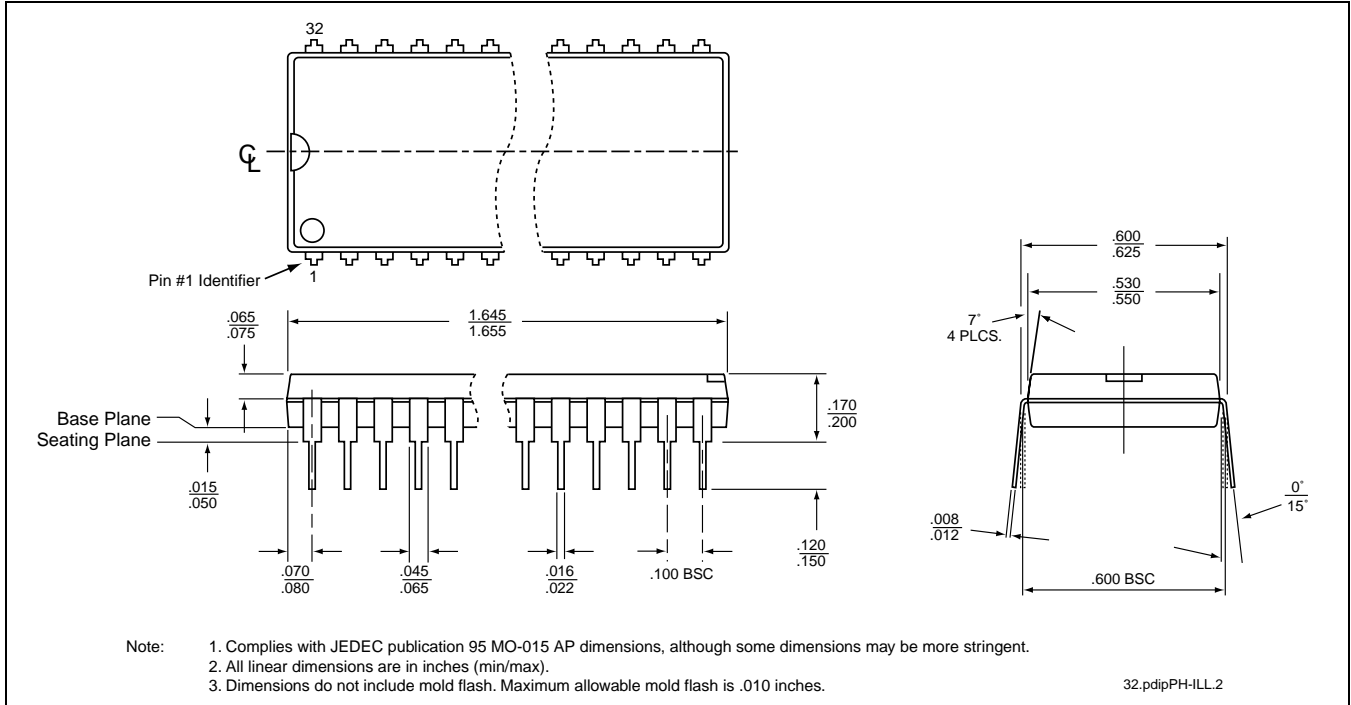 32
℄
Pin #1 Identifier
1
.600
.625
.530
.550
7°
4 PLCS.
.065
.075
1.645
1.655
Base Plane
Seating Plane
.170
.200
.015
.050
.070
.080
.045
.065
.016
.022
.100 BSC
.120
.150
.008
.012
0°
15°
.600 BSC
Note: 1. Complies with JEDEC publication 95 MO-015 AP dimensions, although some dimensions may be more stringent.
2. All linear dimensions are in inches (min/max).
3. Dimensions do not include mold flash. Maximum allowable mold flash is .010 inches.
32.pdipPH-ILL.2